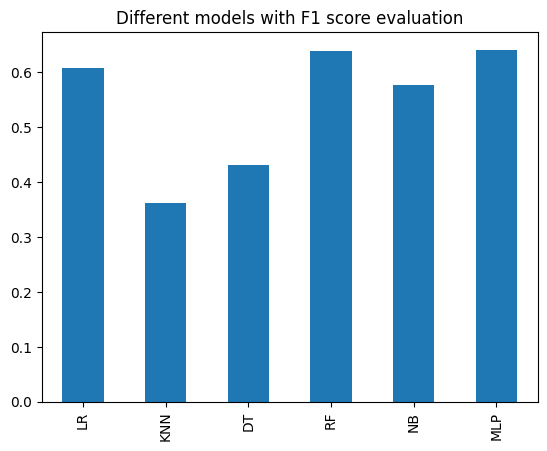 Different models with F1 score evaluation
0.6
0.5
0.4
0.3
0.2
0.1
0.0
LR
KNN
DT
RF
NB
MLP